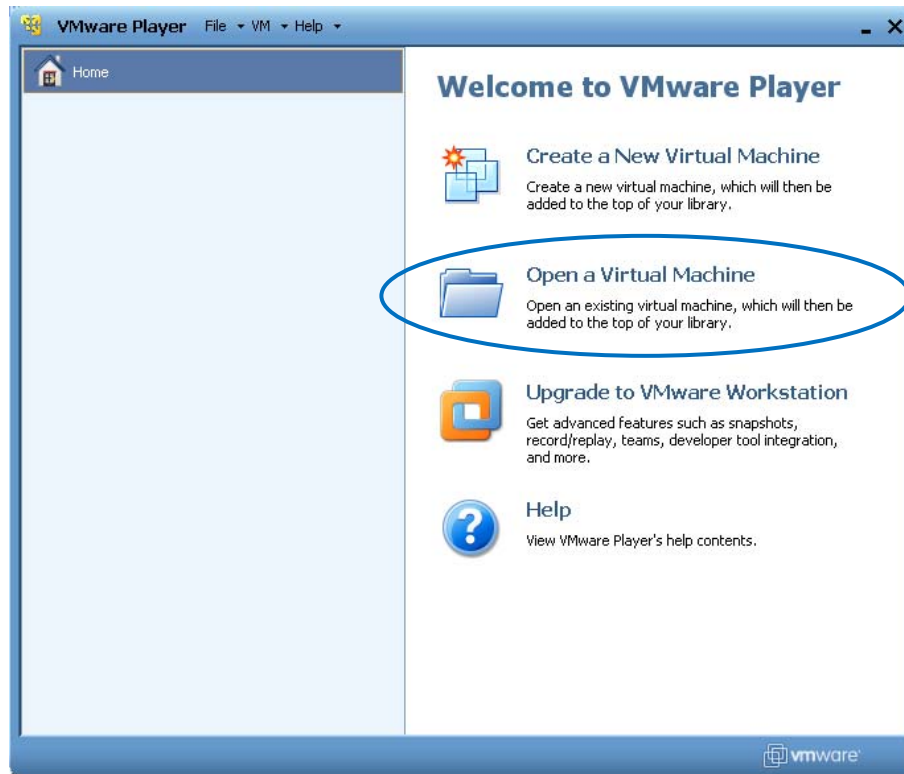 VMware Player File VM Help
Home
Welcome to VMware Player
Create a New Virtual Machine
Create a new virtual machine, which will then be
added to the top of your library.
Open a Virtual Machine
Open an existing virtual machine, which will then be
added to the top of your library.
Upgrade to VMware Workstation
Get advanced features such as snapshots,
record/replay, teams, developer tool integration,
and more.
Help
View VMware Player's help contents.
vmware